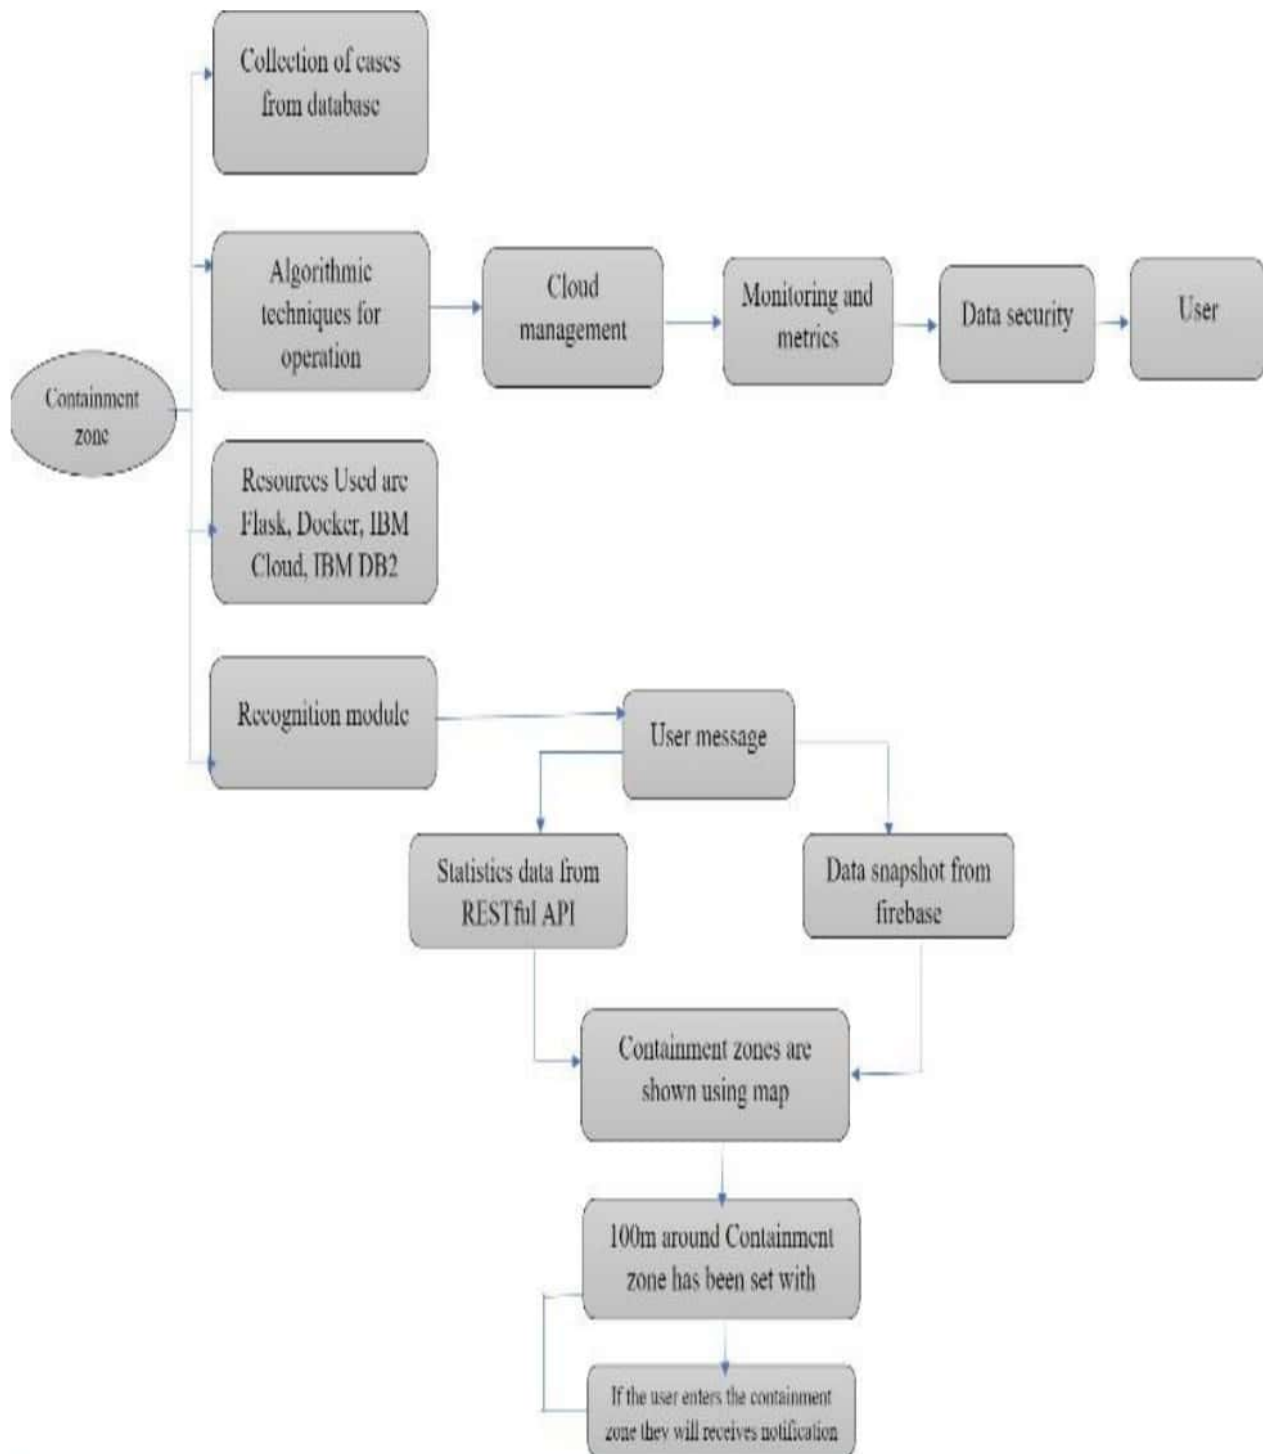 Collection of cases
from database
Algorithmic
techniques for
operation
Cloud
management
Monitoring and
metrics
Data security
User
Containment
zone
Resources Used are
Flask, Docker, IBM
Cloud, IBM DB2
Recognition module
User message
Statistics data from
RESTful API
Data snapshot from
firebase
Containment zones are
shown using map
100m around Containment
zone has been set with
If the user enters the containment
zone they will receives notification